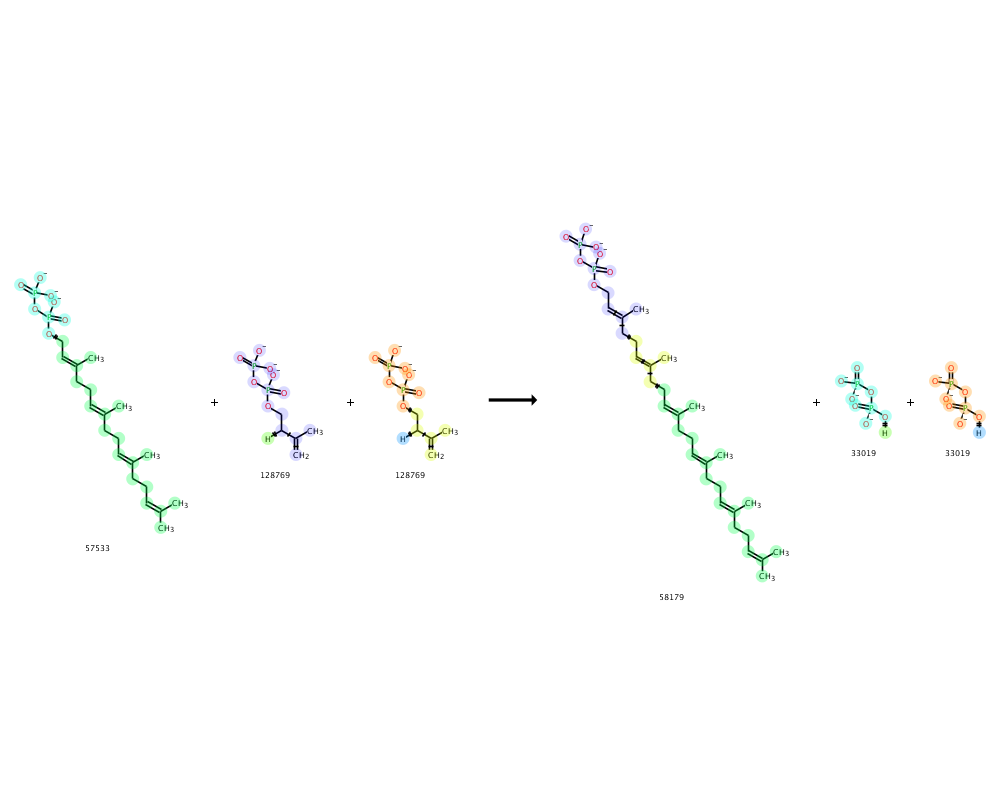 57533
+
128769
+
128769
58179
+
33019
+
33019
O O⁻ P O⁻ O O⁻ P O O
CH₃
CH₃
CH₃
CH₃
CH₃
O O⁻ P O⁻ O O⁻ P O O
H CH₃
CH₂
O O⁻ P O⁻ O O⁻ P O O
H CH₃
CH₂
O O⁻ P O⁻ O O⁻ P O O
CH₃
CH₃
CH₃
CH₃
CH₃
CH₃
CH₃
O O⁻ P O O⁻ O P O⁻ O
H
O O⁻ P O O⁻ O P O⁻ O
H